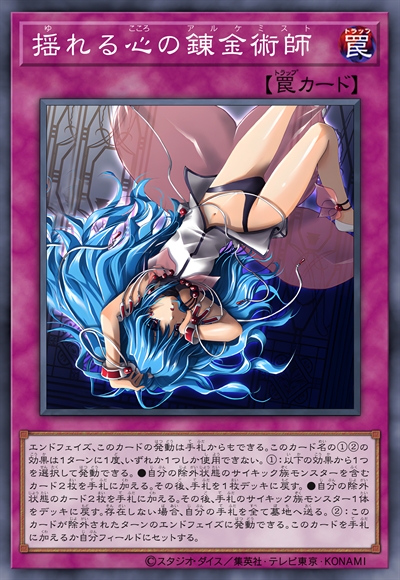 揺れる心の錬金術師
罠
【罠カード】
エンドフェイズ、このカードの発動は手札からもできる。このカード名の①②の
効果は1ターンに1度、いずれか1つしか使用できない。①：以下の効果から1つ
を選択して発動できる。●自分の除外状態のサイキック族モンスターを含む
カード2枚を手札に加える。その後、手札を1枚デッキに戻す。●自分の除外
状態のカード2枚を手札に加える。その後、手札のサイキック族モンスター1体
をデッキに戻す。存在しない場合、自分の手札を全て墓地へ送る。②：この
カードが除外されたターンのエンドフェイズに発動できる。このカードを手札
に加えるか自分フィールドにセットする。
©スタジオ・ダイス／集英社・テレビ東京・KONAMI